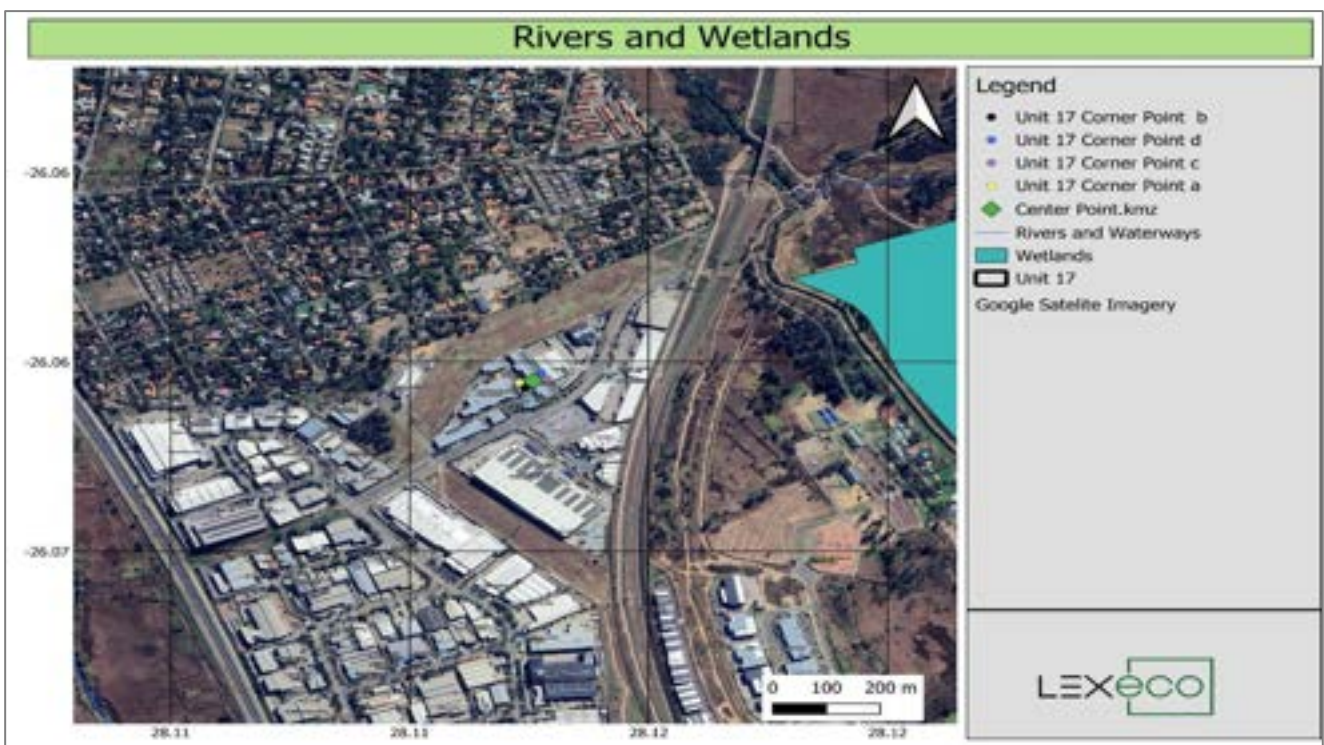 Rivers and Wetlands
Legend
Unit 17 Corner Point b
Unit 17 Corner Point d
Unit 17 Corner Point c
Unit 17 Corner Point a
Center Point.kmz
Rivers and Waterways
Wetlands
Unit 17
Google Satelite Imagery
-26.06
-26.06
-26.07
0 100 200 m
28.11 28.11 28.12 28.12
LEXeco